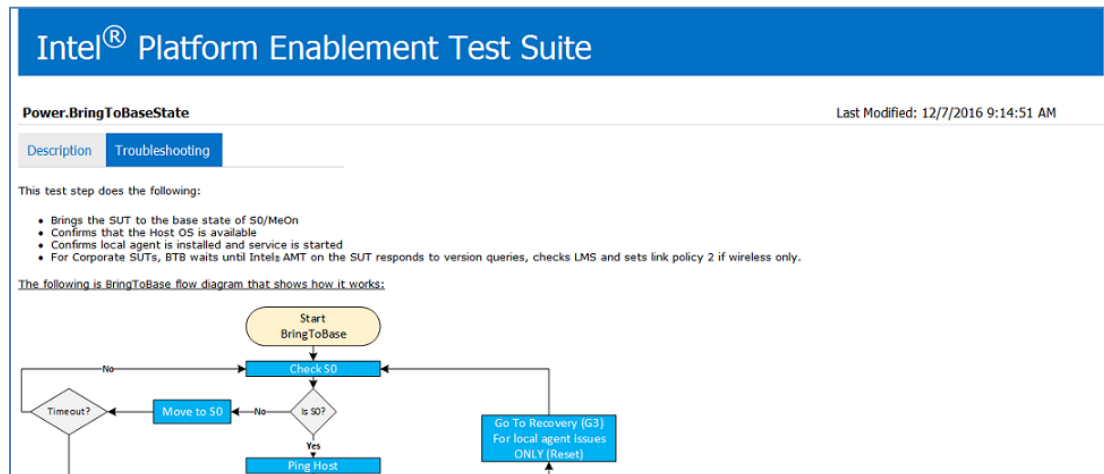 Intel® Platform Enablement Test Suite
Power.BringToBaseState
Last Modified: 12/7/2016 9:14:51 AM
Description
Troubleshooting
This test step does the following:
• Brings the SUT to the base state of S0/MeOn
• Confirms that the Host OS is available
• Confirms local agent is installed and service is started
• For Corporate SUTs, BTB waits until Intel® AMT on the SUT responds to version queries, checks LMS and sets link policy 2 if wireless only.
The following is BringToBase flow diagram that shows how it works:
Start
BringToBase
No
Check S0
Timeout?
Move to S0
No
Is S0?
Yes
Ping Host
Go To Recovery (G3)
For local agent issues
ONLY (Reset)